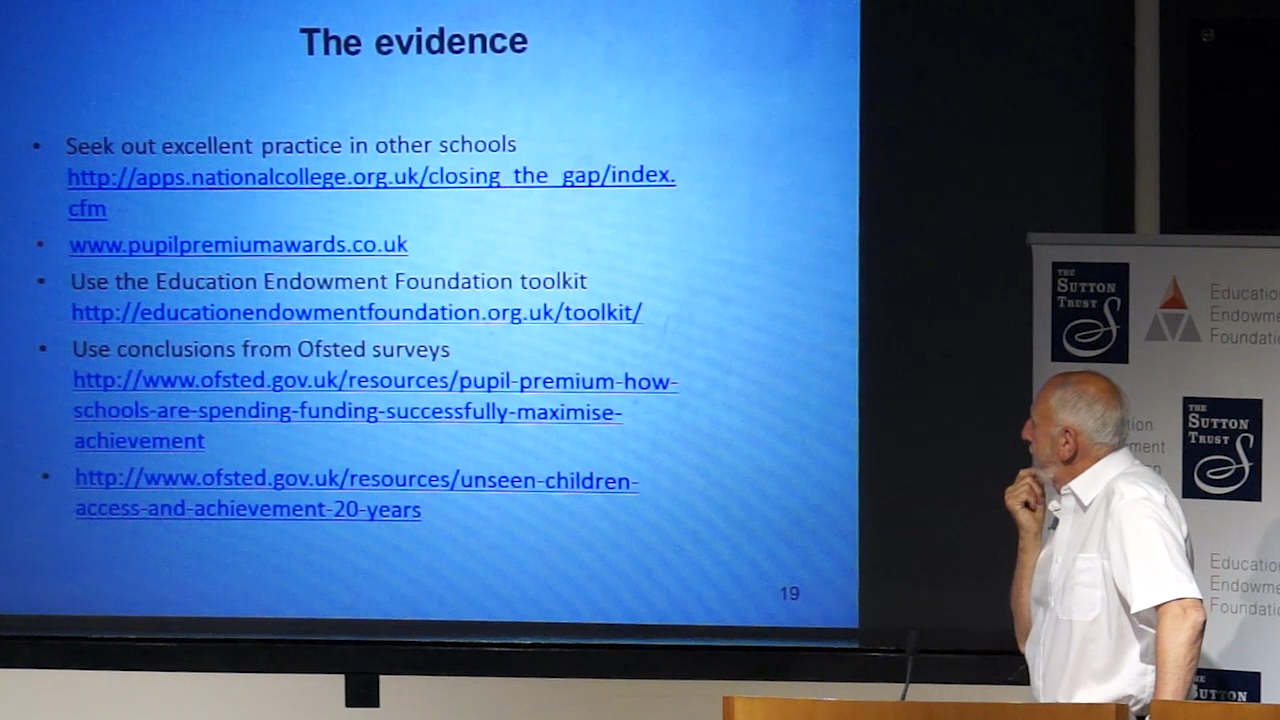 The evidence
• Seek out excellent practice in other schools
http://apps.nationalcollege.org.uk/closing_the_gap/index.
cfm
• www.pupilpremiumawards.co.uk
• Use the Education Endowment Foundation toolkit
http://educationendowmentfoundation.org.uk/toolkit/
• Use conclusions from Ofsted surveys
http://www.ofsted.gov.uk/resources/pupil-premium-how-
schools-are-spending-funding-successfully-maximise-
achievement
• http://www.ofsted.gov.uk/resources/unseen-children-
access-and-achievement-20-years
19
THE
SUTTON
TRUST
S
Educatio
Endowme
Foundati
THE
SUTTON
TRUST
S
Educatio
Endowme
Foundatio
SUTTON